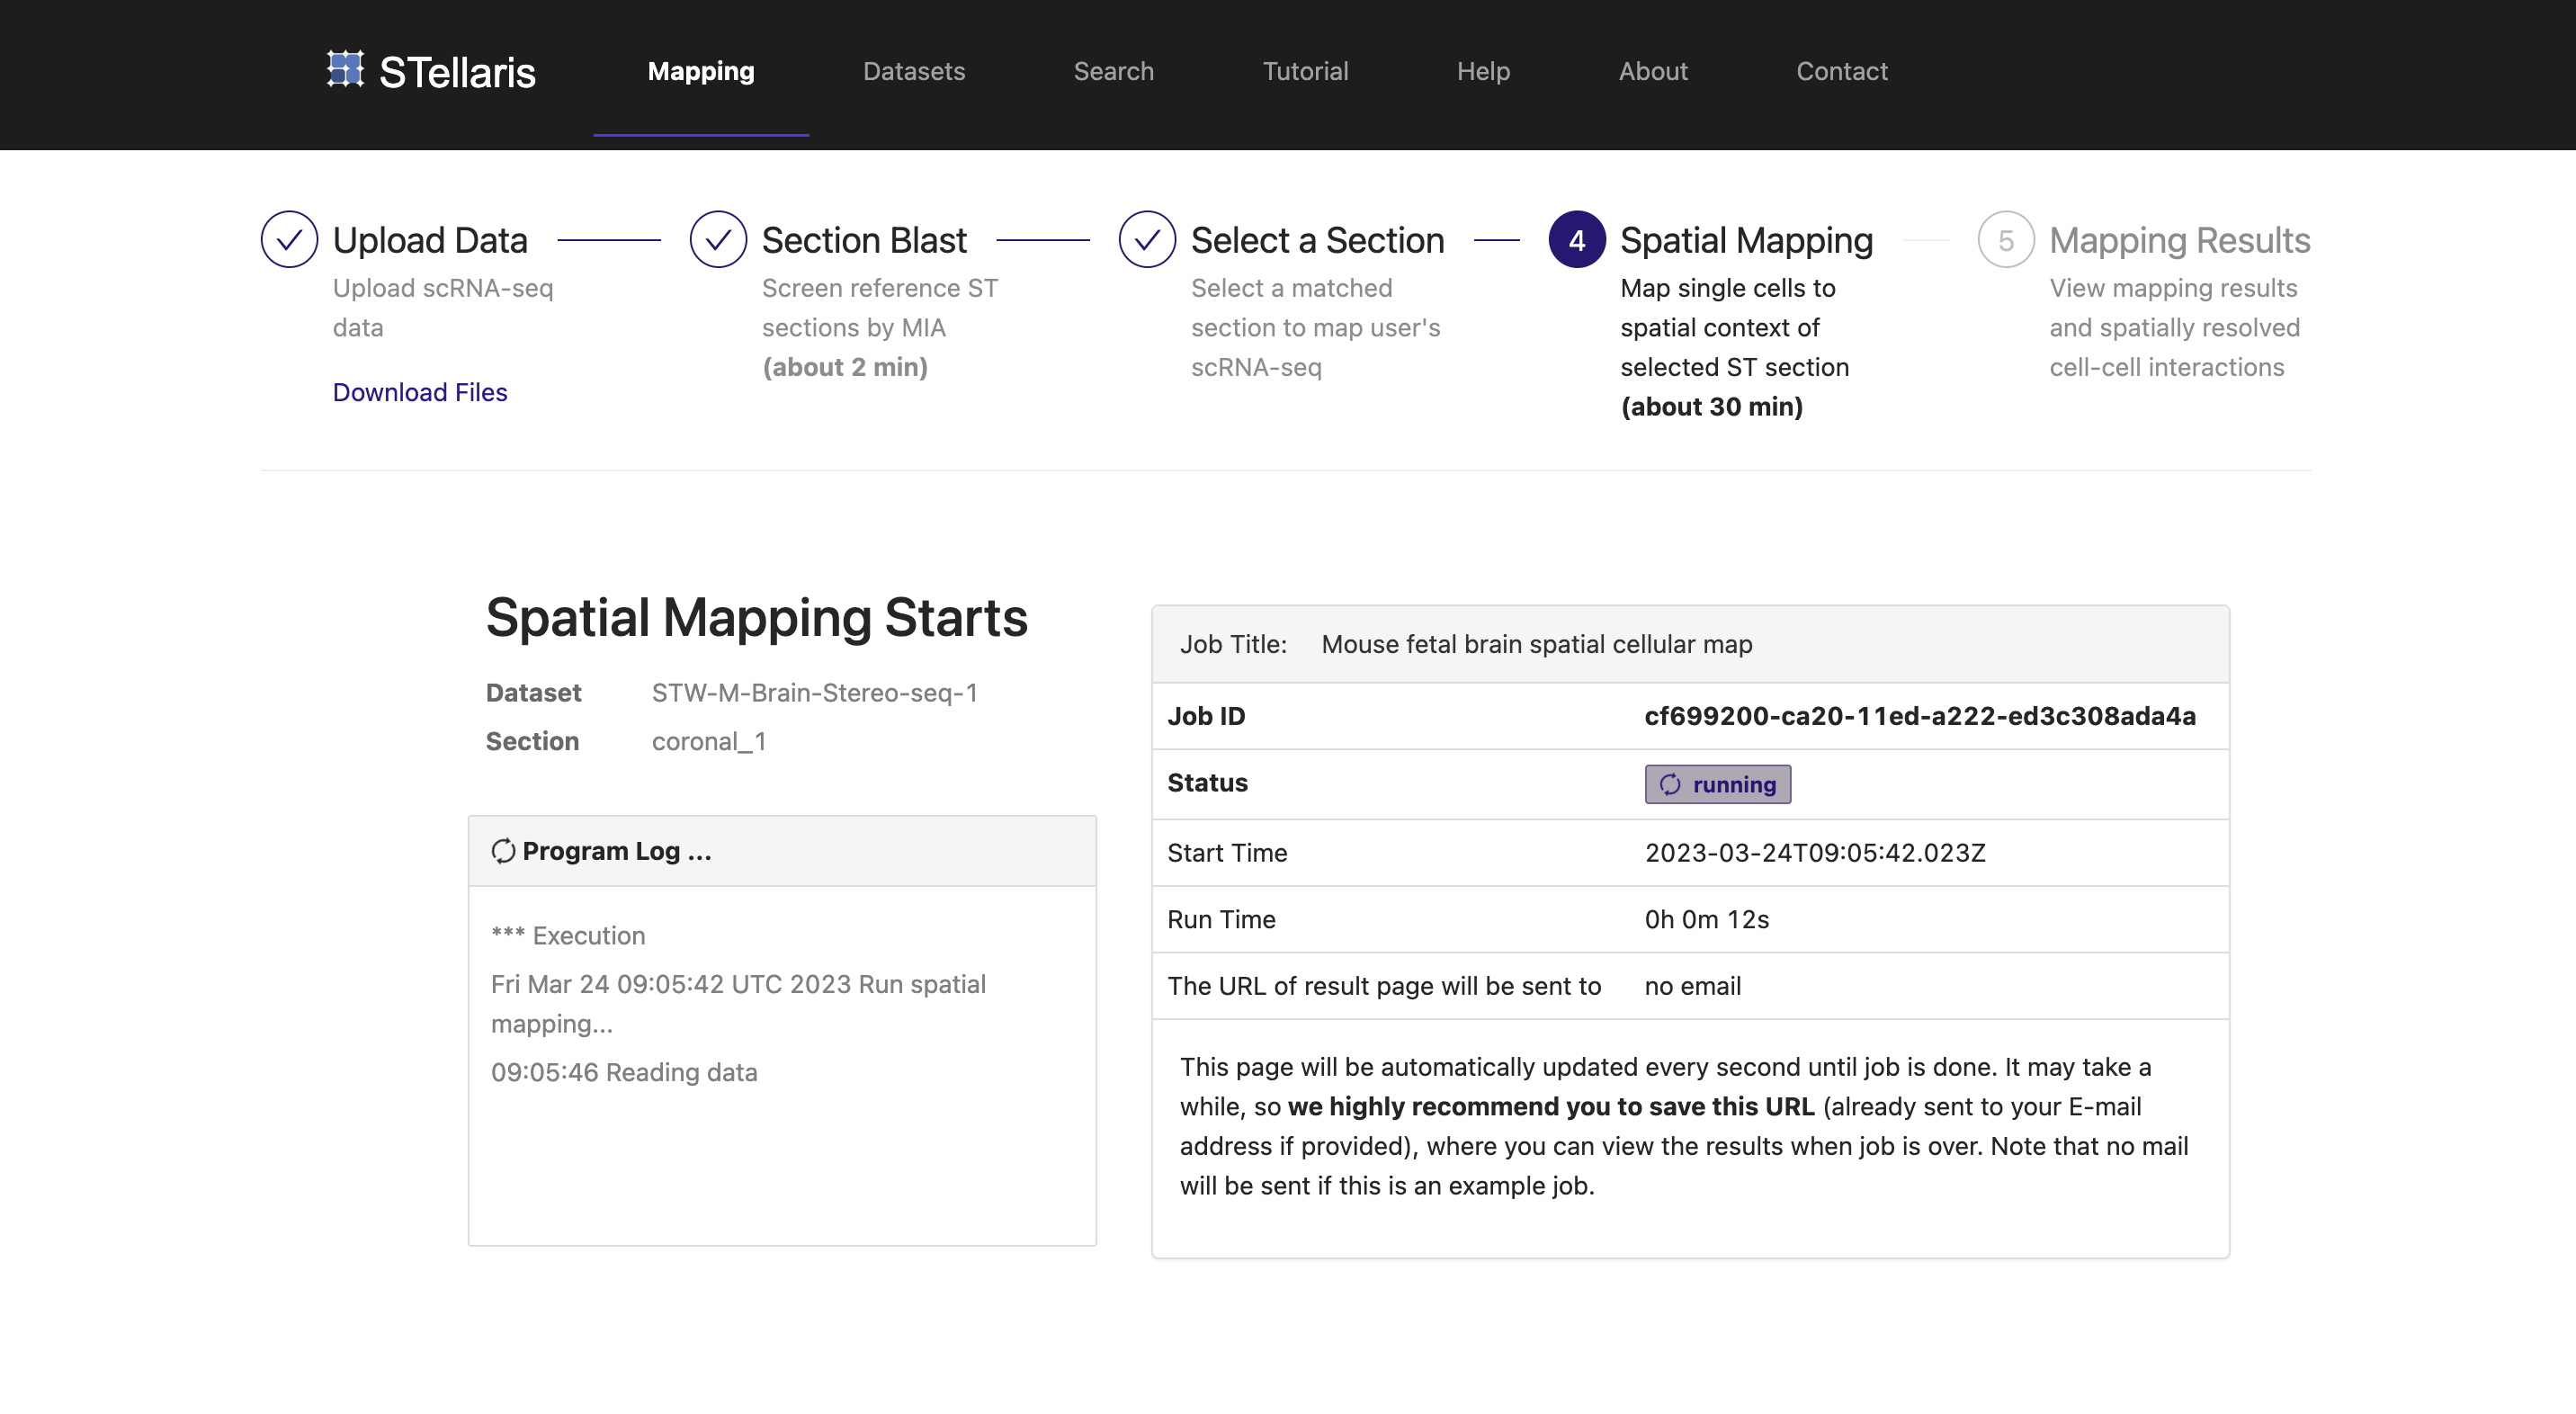 STellaris
Mapping
Datasets
Search
Tutorial
Help
About
Contact
Upload Data
Upload scRNA-seq
data
Download Files
Section Blast
Screen reference ST
sections by MIA
(about 2 min)
Select a Section
Select a matched
section to map user's
scRNA-seq
4
Spatial Mapping
Map single cells to
spatial context of
selected ST section
(about 30 min)
5
Mapping Results
View mapping results
and spatially resolved
cell-cell interactions
Spatial Mapping Starts
Dataset STW-M-Brain-Stereo-seq-1
Section coronal_1
Program Log ...
*** Execution
Fri Mar 24 09:05:42 UTC 2023 Run spatial
mapping...
09:05:46 Reading data
Job Title: Mouse fetal brain spatial cellular map
Job ID cf699200-ca20-11ed-a222-ed3c308ada4a
Status running
Start Time 2023-03-24T09:05:42.023Z
Run Time 0h 0m 12s
The URL of result page will be sent to no email
This page will be automatically updated every second until job is done. It may take a
while, so we highly recommend you to save this URL (already sent to your E-mail
address if provided), where you can view the results when job is over. Note that no mail
will be sent if this is an example job.